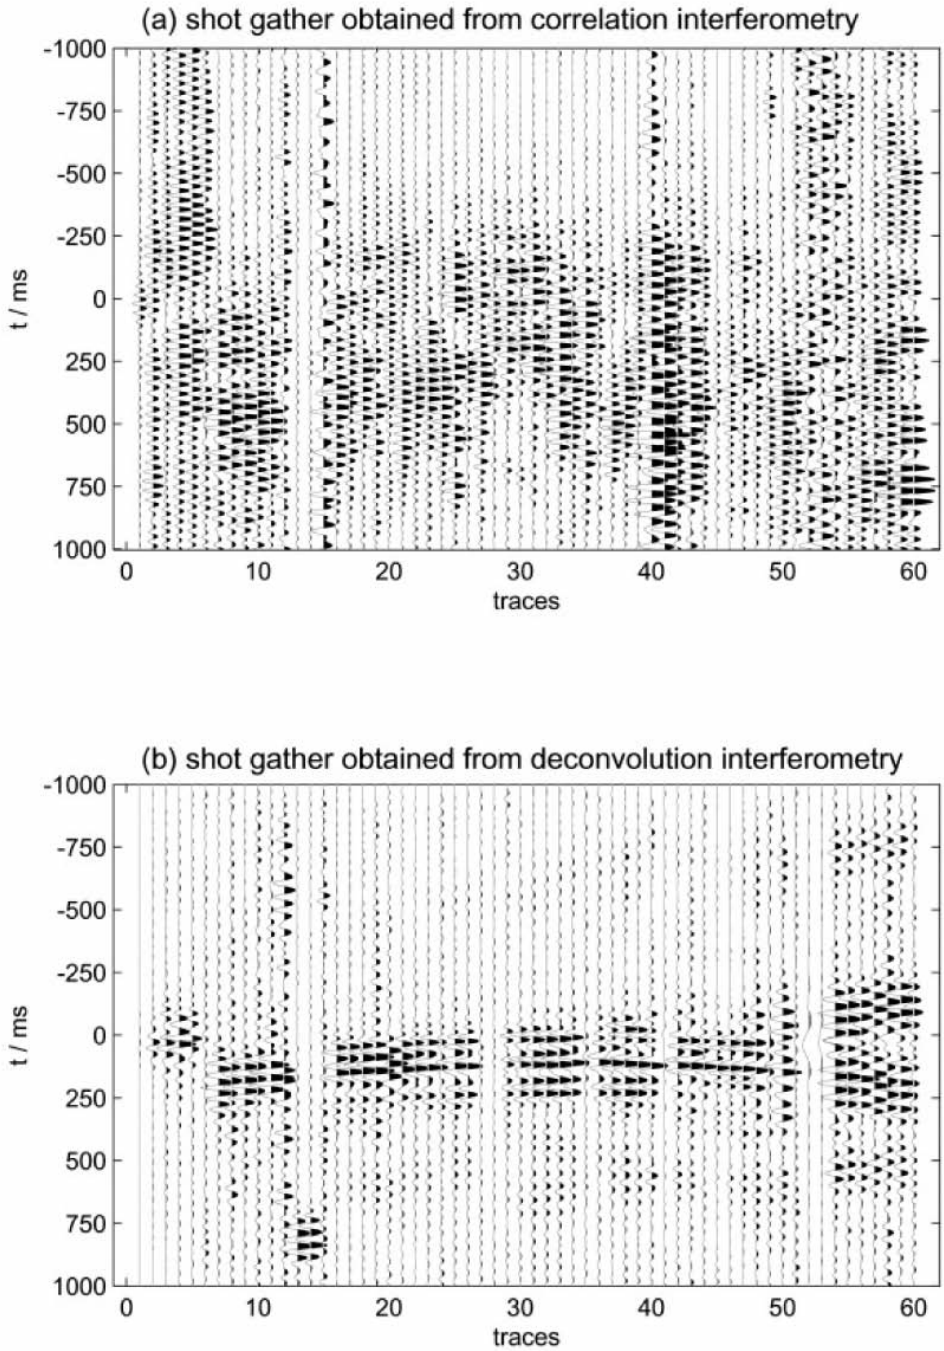 (a) shot gather obtained from correlation interferometry
-1000
-750
-500
-250
0
250
500
750
1000
t / ms
0 10 20 30 40 50 60
traces
(b) shot gather obtained from deconvolution interferometry
-1000
-750
-500
-250
0
250
500
750
1000
t / ms
0 10 20 30 40 50 60
traces